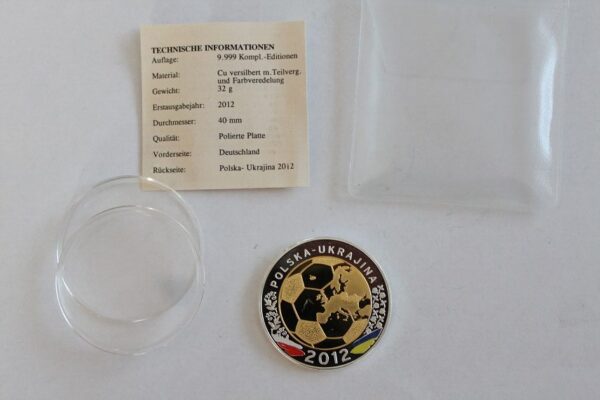 TECHNISCHE INFORMATIONEN
Auflage: 9.999 Kompl.-Editionen
Material: Cu versilbert m.Teilverg. und Farbveredelung
Gewicht: 32 g
Erstausgabejahr: 2012
Durchmesser: 40 mm
Qualität: Polierte Platte
Vorderseite: Deutschland
Rückseite: Polska- Ukrajina 2012
POLSKA-UKRAJINA
2012